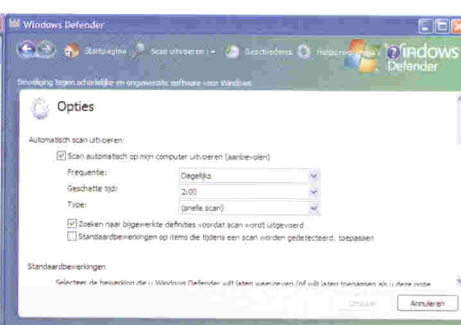 Windows Defender
Startpagina Scan uitvoeren Geschiedenis
Windows
Defender
Beveiliging tegen schadelijke en ongewenste software voor Windows
Opties
Automatisch scan uitvoeren
Scan automatisch op mijn computer uitvoeren (aanbevolen)
Frequentie: Dagelijks
Geschatte tijd: 2:00
Type: (snelle scan)
Zoeken naar bijgewerkte definities voordat scan wordt uitgevoerd
Standaardbewerkingen op items die tijdens een scan worden gedetecteerd, toepassen
Standaardbewerkingen
Selecteer de bewerking die u Windows Defender wilt laten weergeven (of wilt laten toepassen als u deze optie
Opslaan Annuleren